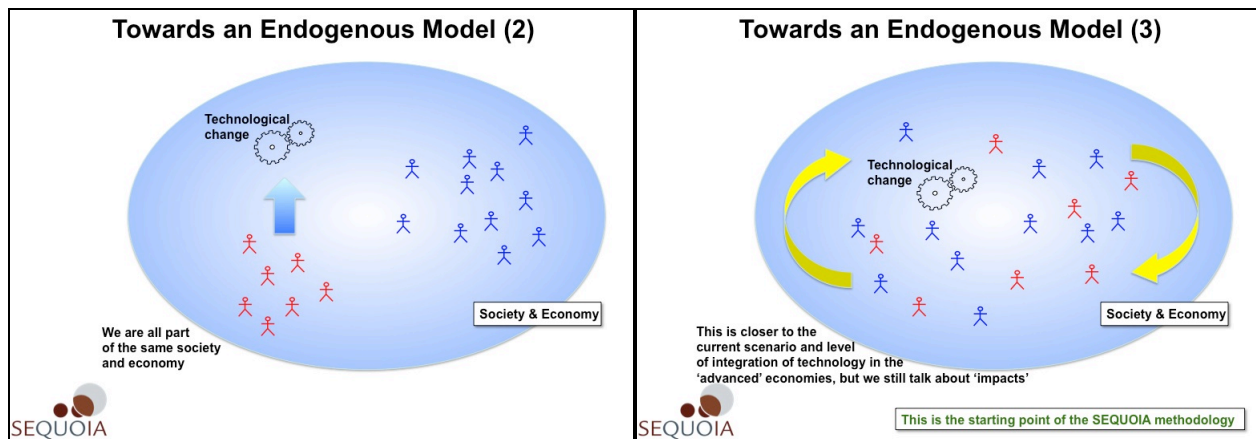 Towards an Endogenous Model (2)
Technological
change
Society & Economy
We are all part
of the same society
and economy
SEQUOIA
Towards an Endogenous Model (3)
Technological
change
Society & Economy
This is closer to the
current scenario and level
of integration of technology in the
‘advanced’ economies, but we still talk about ‘impacts’
This is the starting point of the SEQUOIA methodology
SEQUOIA